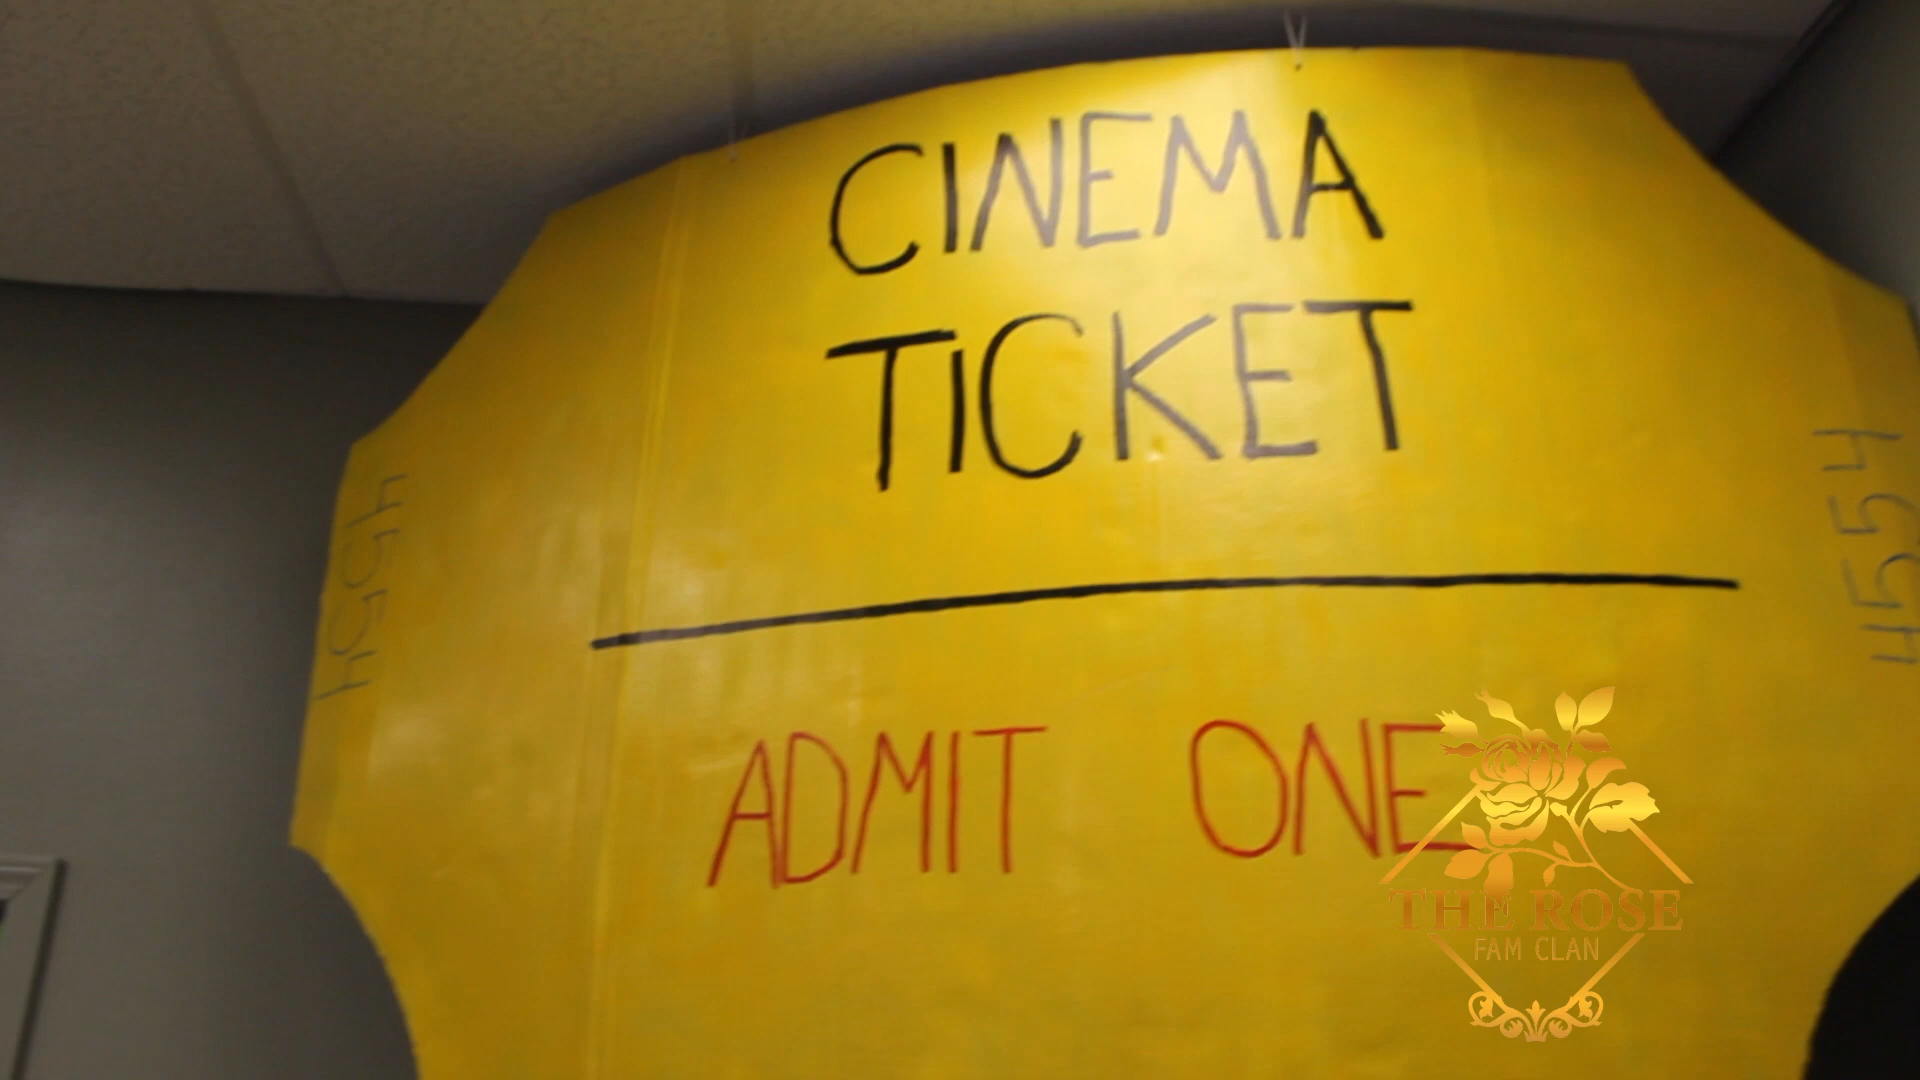 CINEMA
TICKET
4554
4554
ADMIT ONE
THE ROSE
FAM CLAN